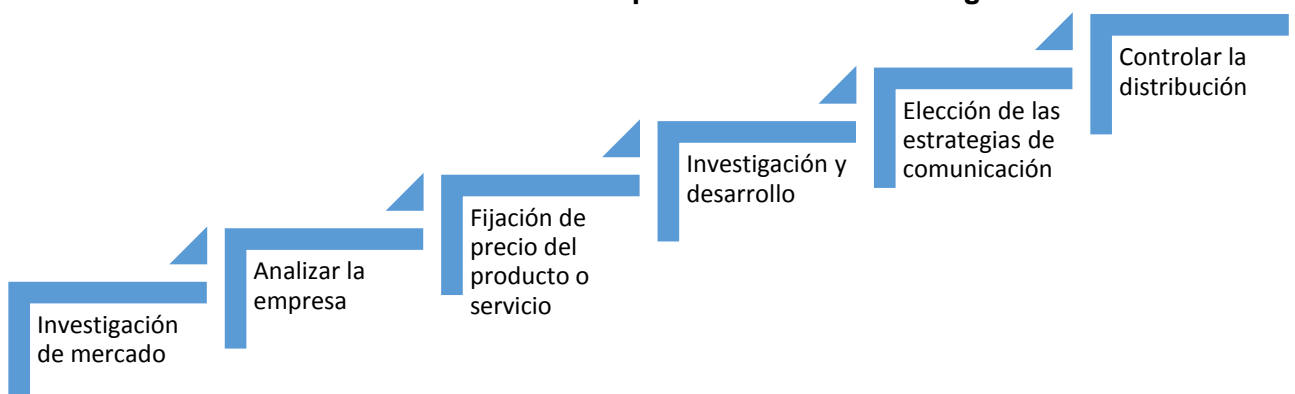 Investigación
de mercado
Analizar la
empresa
Fijación de
precio del
producto o
servicio
Investigación y
desarrollo
Elección de las
estrategias de
comunicación
Controlar la
distribución